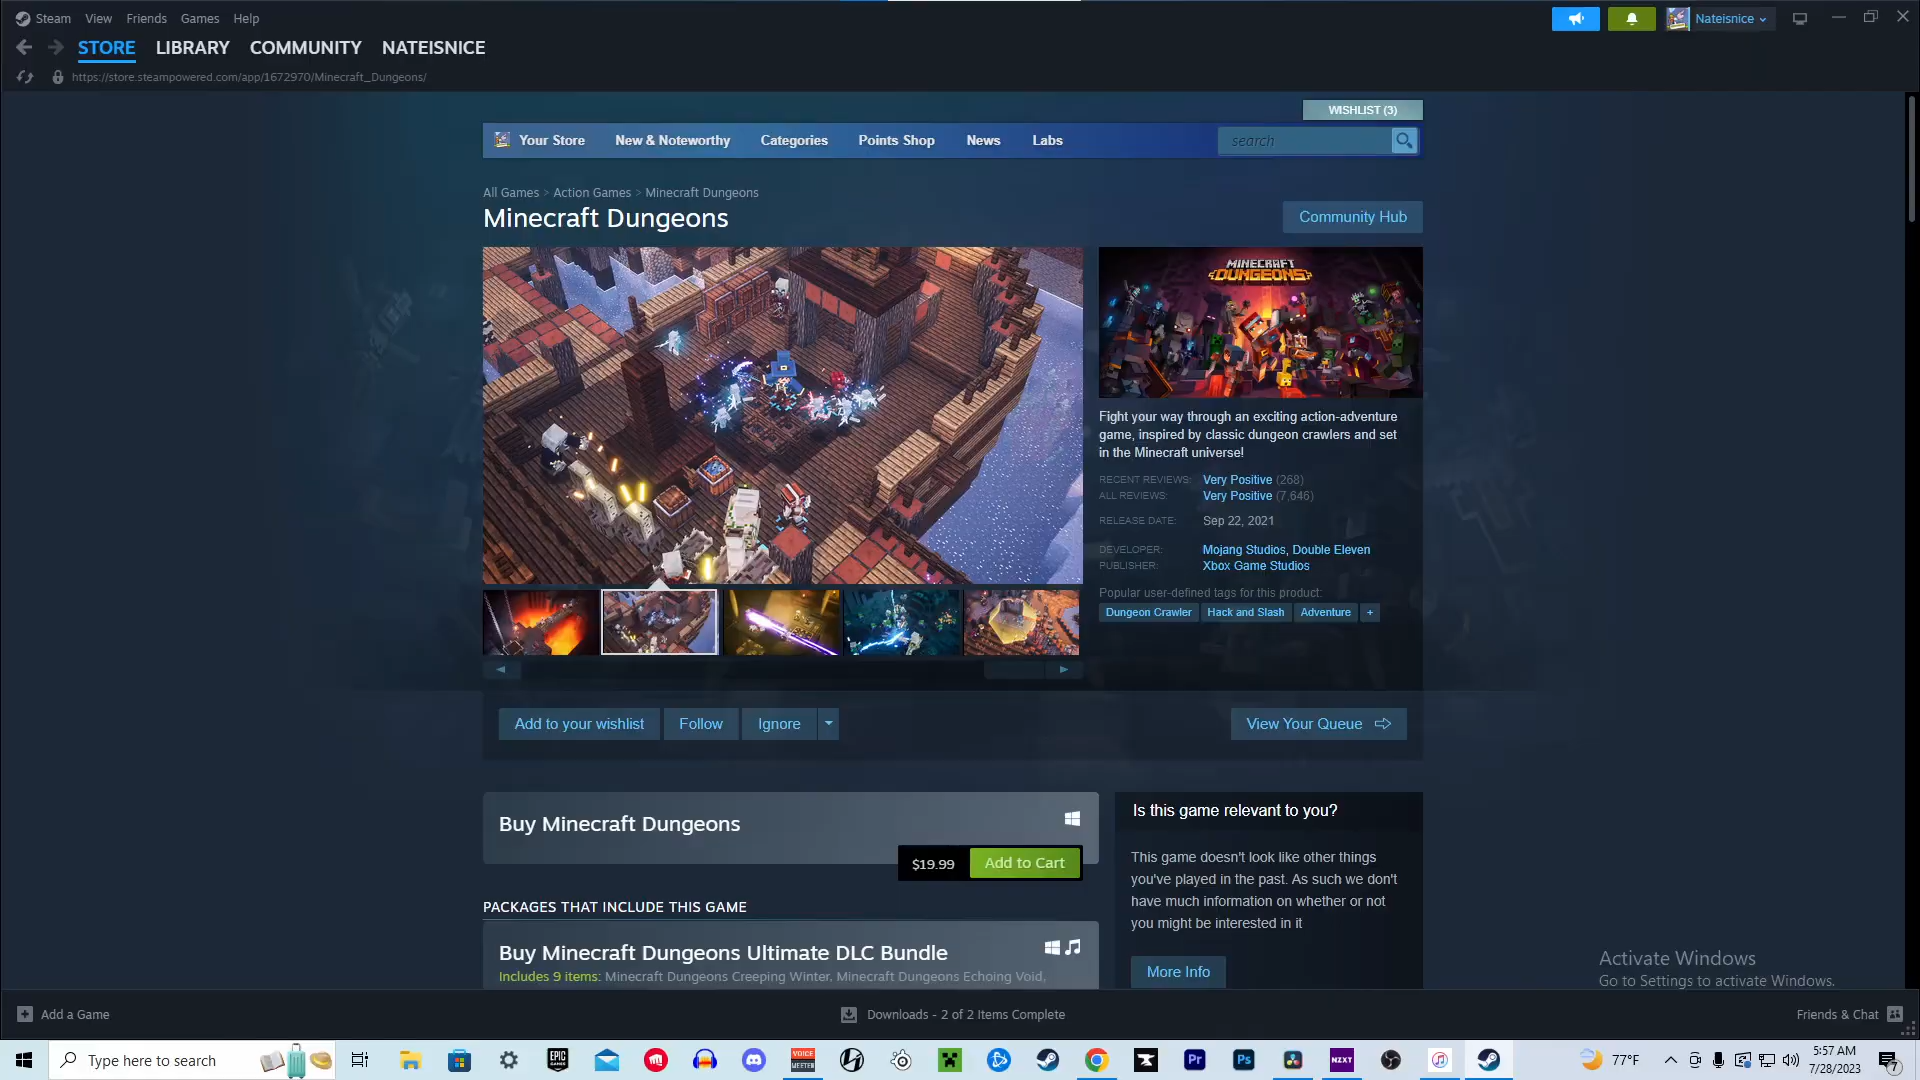 Steam View Friends Games Help
Nateisnice
STORE LIBRARY COMMUNITY NATEISNICE
https://store.steampowered.com/app/1672970/Minecraft_Dungeons/
WISHLIST (3)
Your Store New & Noteworthy Categories Points Shop News Labs
search
All Games > Action Games > Minecraft Dungeons
Minecraft Dungeons
Community Hub
MINECRAFT
DUNGEONS
Fight your way through an exciting action-adventure
game, inspired by classic dungeon crawlers and set
in the Minecraft universe!
RECENT REVIEWS: Very Positive (268)
ALL REVIEWS: Very Positive (7,646)
RELEASE DATE: Sep 22, 2021
DEVELOPER: Mojang Studios, Double Eleven
PUBLISHER: Xbox Game Studios
Popular user-defined tags for this product:
Dungeon Crawler Hack and Slash Adventure +
Add to your wishlist Follow Ignore
View Your Queue
Buy Minecraft Dungeons
$19.99 Add to Cart
PACKAGES THAT INCLUDE THIS GAME
Buy Minecraft Dungeons Ultimate DLC Bundle
Includes 9 items: Minecraft Dungeons Creeping Winter, Minecraft Dungeons Echoing Void,
Is this game relevant to you?
This game doesn't look like other things
you've played in the past. As such we don't
have much information on whether or not
you might be interested in it
More Info
Activate Windows
Go to Settings to activate Windows.
Add a Game
Downloads - 2 of 2 Items Complete
Friends & Chat
Type here to search
EPIC
GAMES
VOICE
MEETER
Pr
Ps
NZXT
77°F
5:57 AM
7/28/2023
7